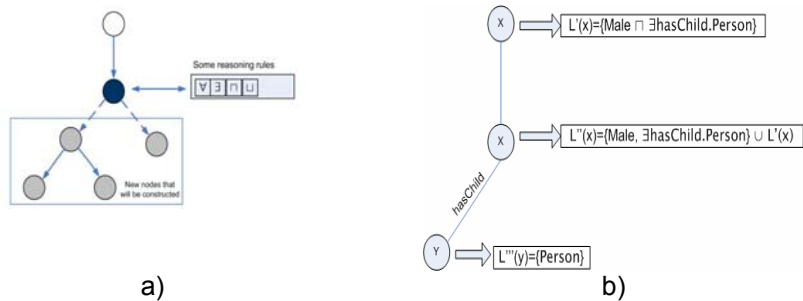 Some reasoning rules
∀ ∃ ⊓ ⊔
New nodes that
will be constructed
a)
X
L'(x)={Male ⊓ ∃hasChild.Person}
X
L''(x)={Male, ∃hasChild.Person} ∪ L'(x)
hasChild
Y
L'''(y)={Person}
b)